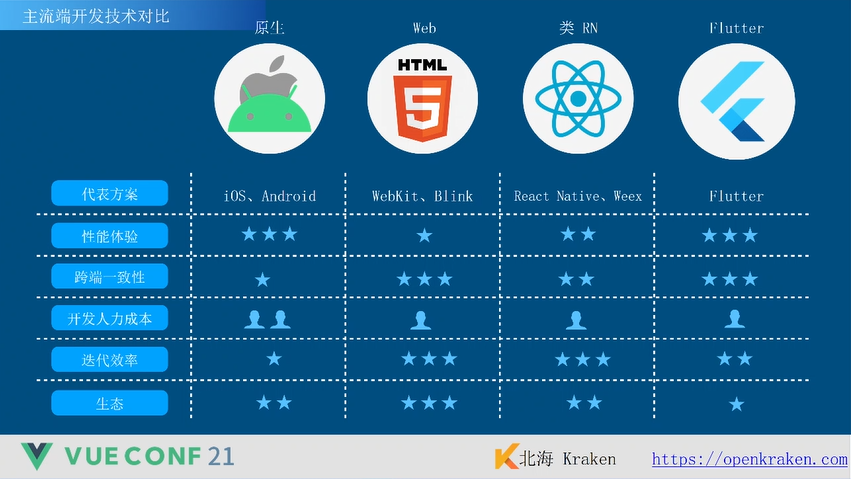 主流端开发技术对比
原生 Web 类 RN Flutter
HTML
5
代表方案 iOS、Android WebKit、Blink React Native、Weex Flutter
性能体验 ★★★ ★ ★★ ★★★
跨端一致性 ★ ★★★ ★★ ★★★
开发人力成本
迭代效率 ★ ★★★ ★★★ ★★
生态 ★★ ★★★ ★★ ★
VUECONF 21 北海 Kraken https://openkraken.com